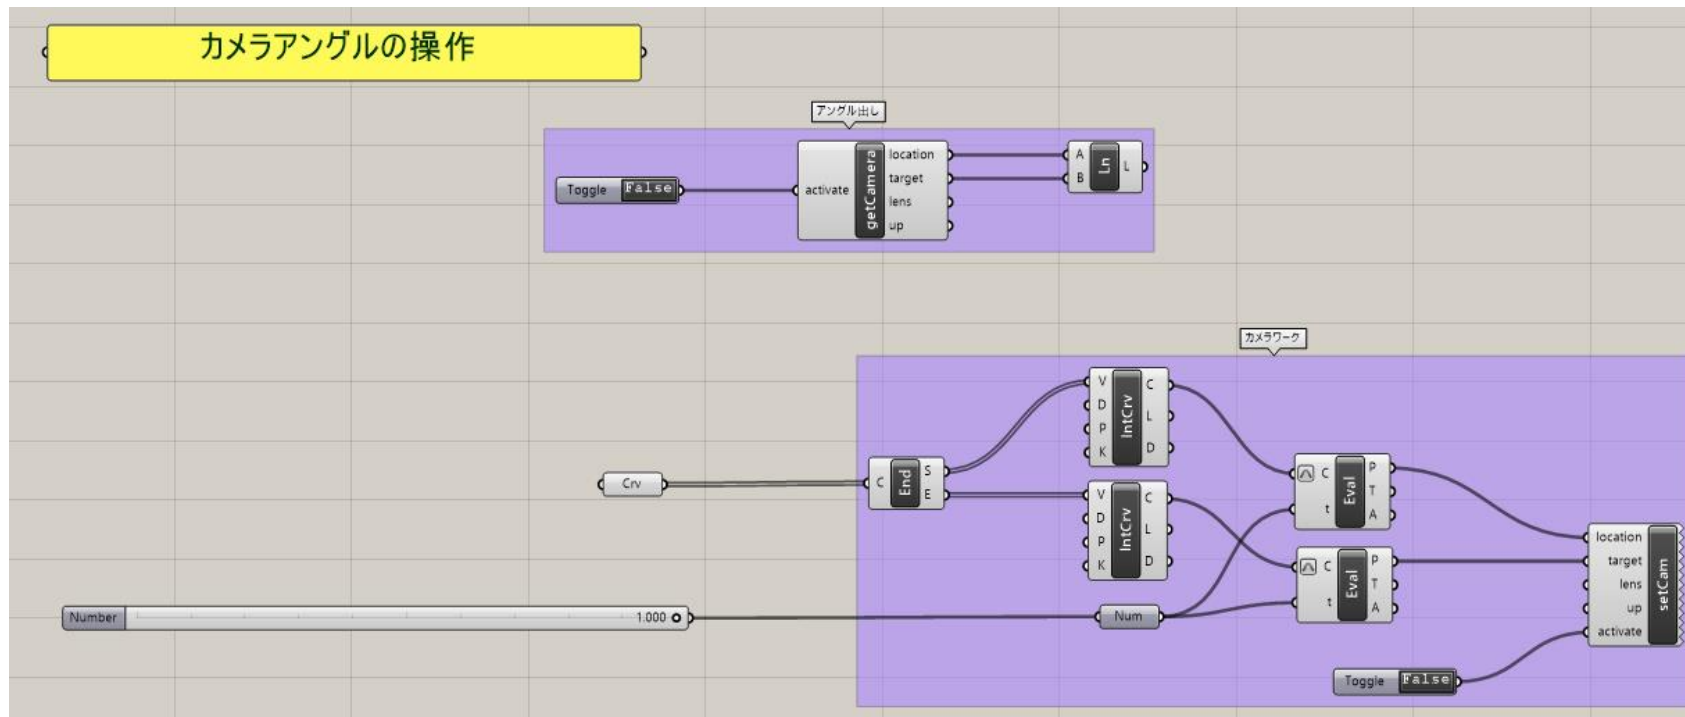 カメラアングルの操作
アングル出し
Toggle False
activate
getCamera
location
target
lens
up
A
B
Ln
L
カメラワーク
Crv
C
End
S
E
V
D
P
K
IntCrv
C
L
D
V
D
P
K
IntCrv
C
L
D
C
t
Eval
P
T
A
C
t
Eval
P
T
A
location
target
lens
up
activate
setCam
Number
1.000
Num
Toggle False